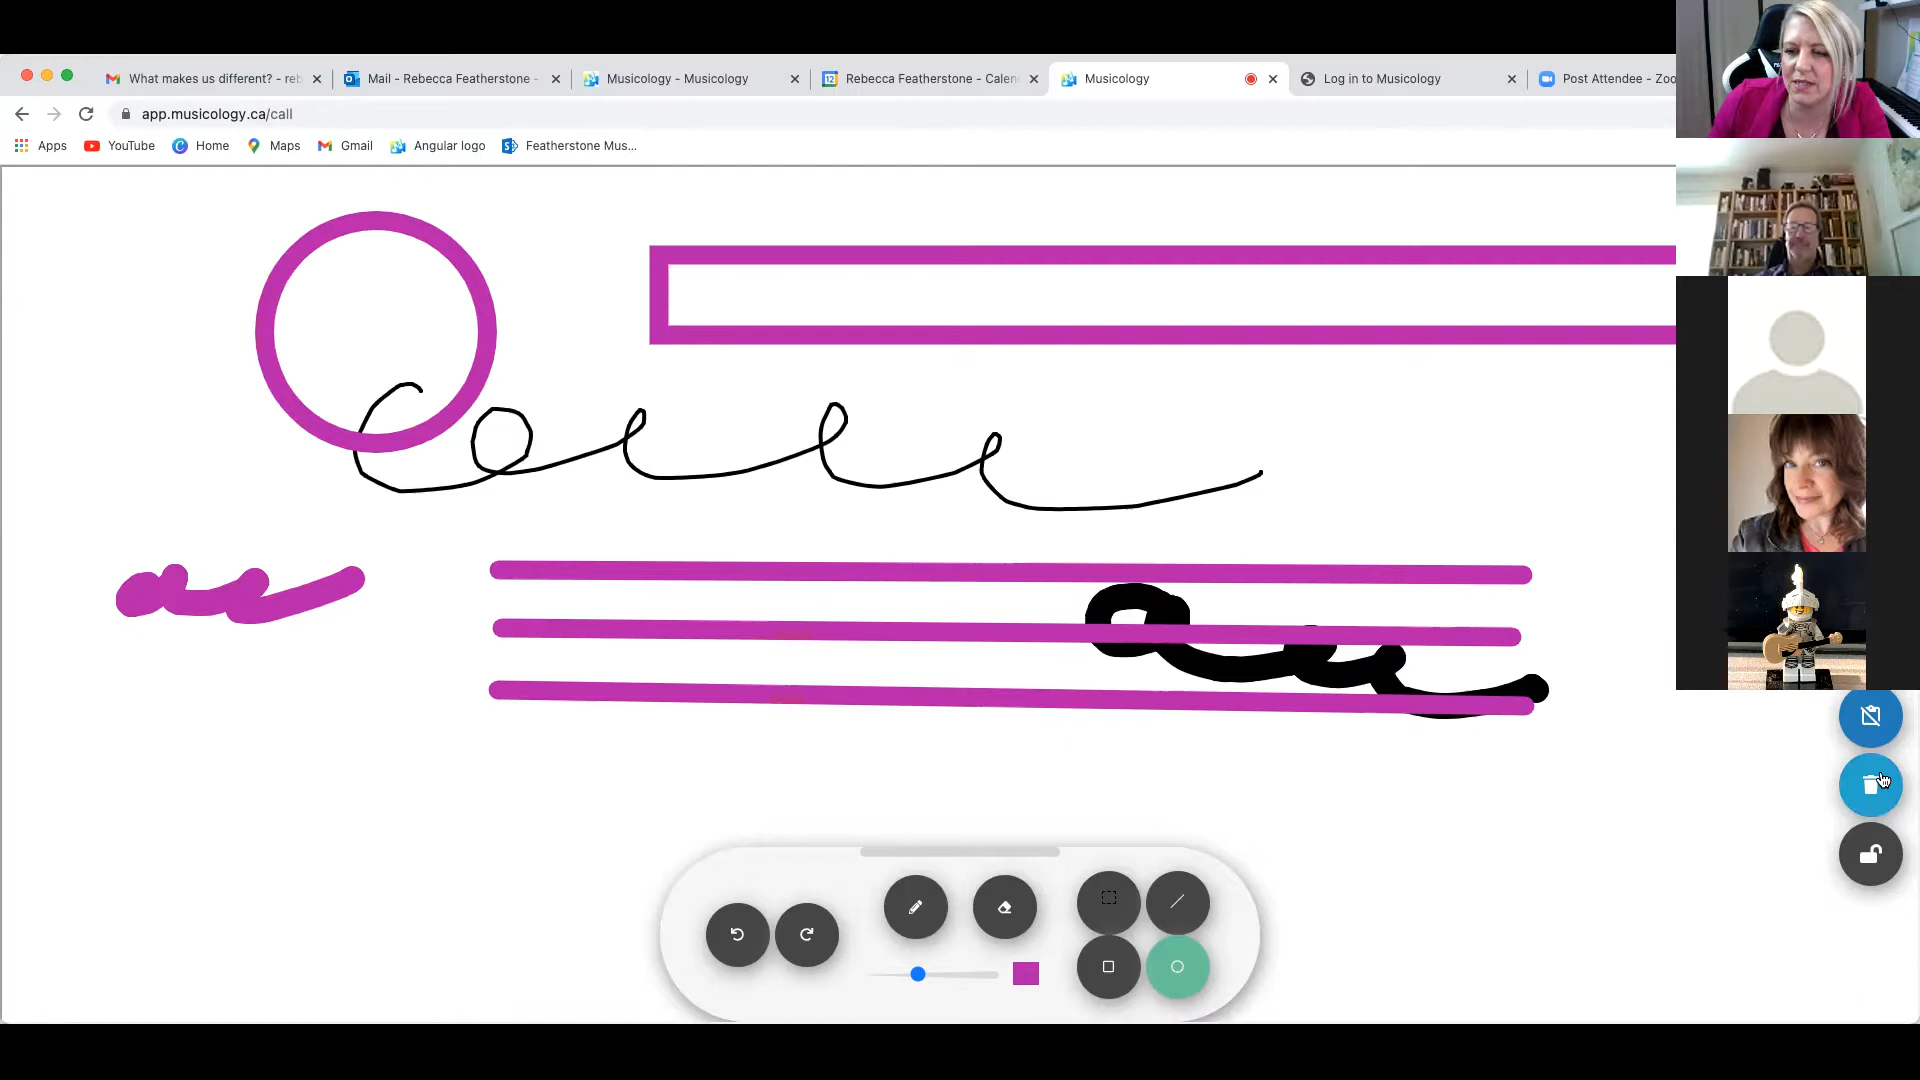 What makes us different? - reb
Mail - Rebecca Featherstone -
Musicology - Musicology
Rebecca Featherstone - Calen
Musicology
Log in to Musicology
Post Attendee - Zoo
app.musicology.ca/call
Apps
YouTube
Home
Maps
Gmail
Angular logo
Featherstone Mus...